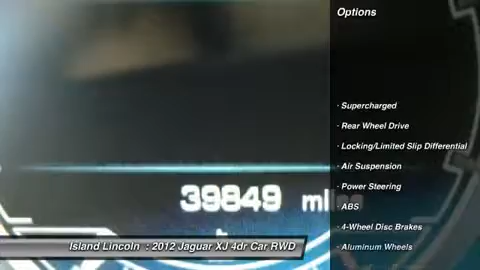 Options
· Supercharged
· Rear Wheel Drive
· Locking/Limited Slip Differential
· Air Suspension
· Power Steering
· ABS
· 4-Wheel Disc Brakes
· Aluminum Wheels
39849 miles
Island Lincoln : 2012 Jaguar XJ 4dr Car RWD